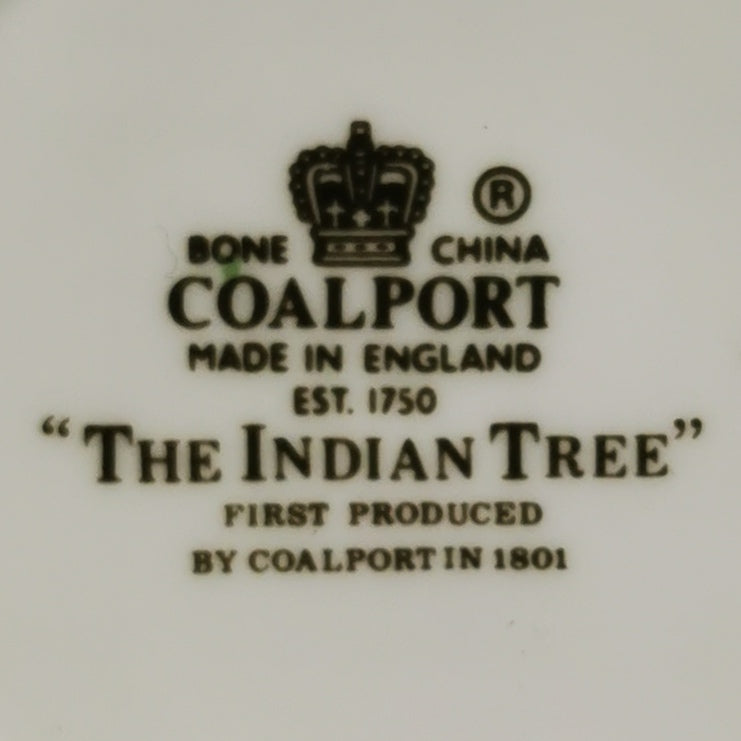 ®
BONE CHINA
COALPORT
MADE IN ENGLAND
EST. 1750
“THE INDIAN TREE”
FIRST PRODUCED
BY COALPORT IN 1801